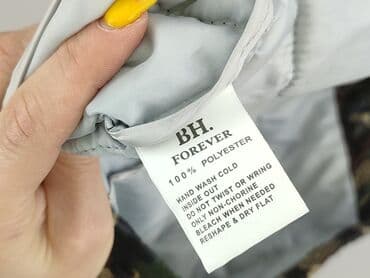 BH.
FOREVER
100% POLYESTER
HAND WASH COLD
INSIDE OUT
DO NOT TWIST OR WRING
ONLY NON-CHORINE
BLEACH WHEN NEEDED
RESHAPE & DRY FLAT